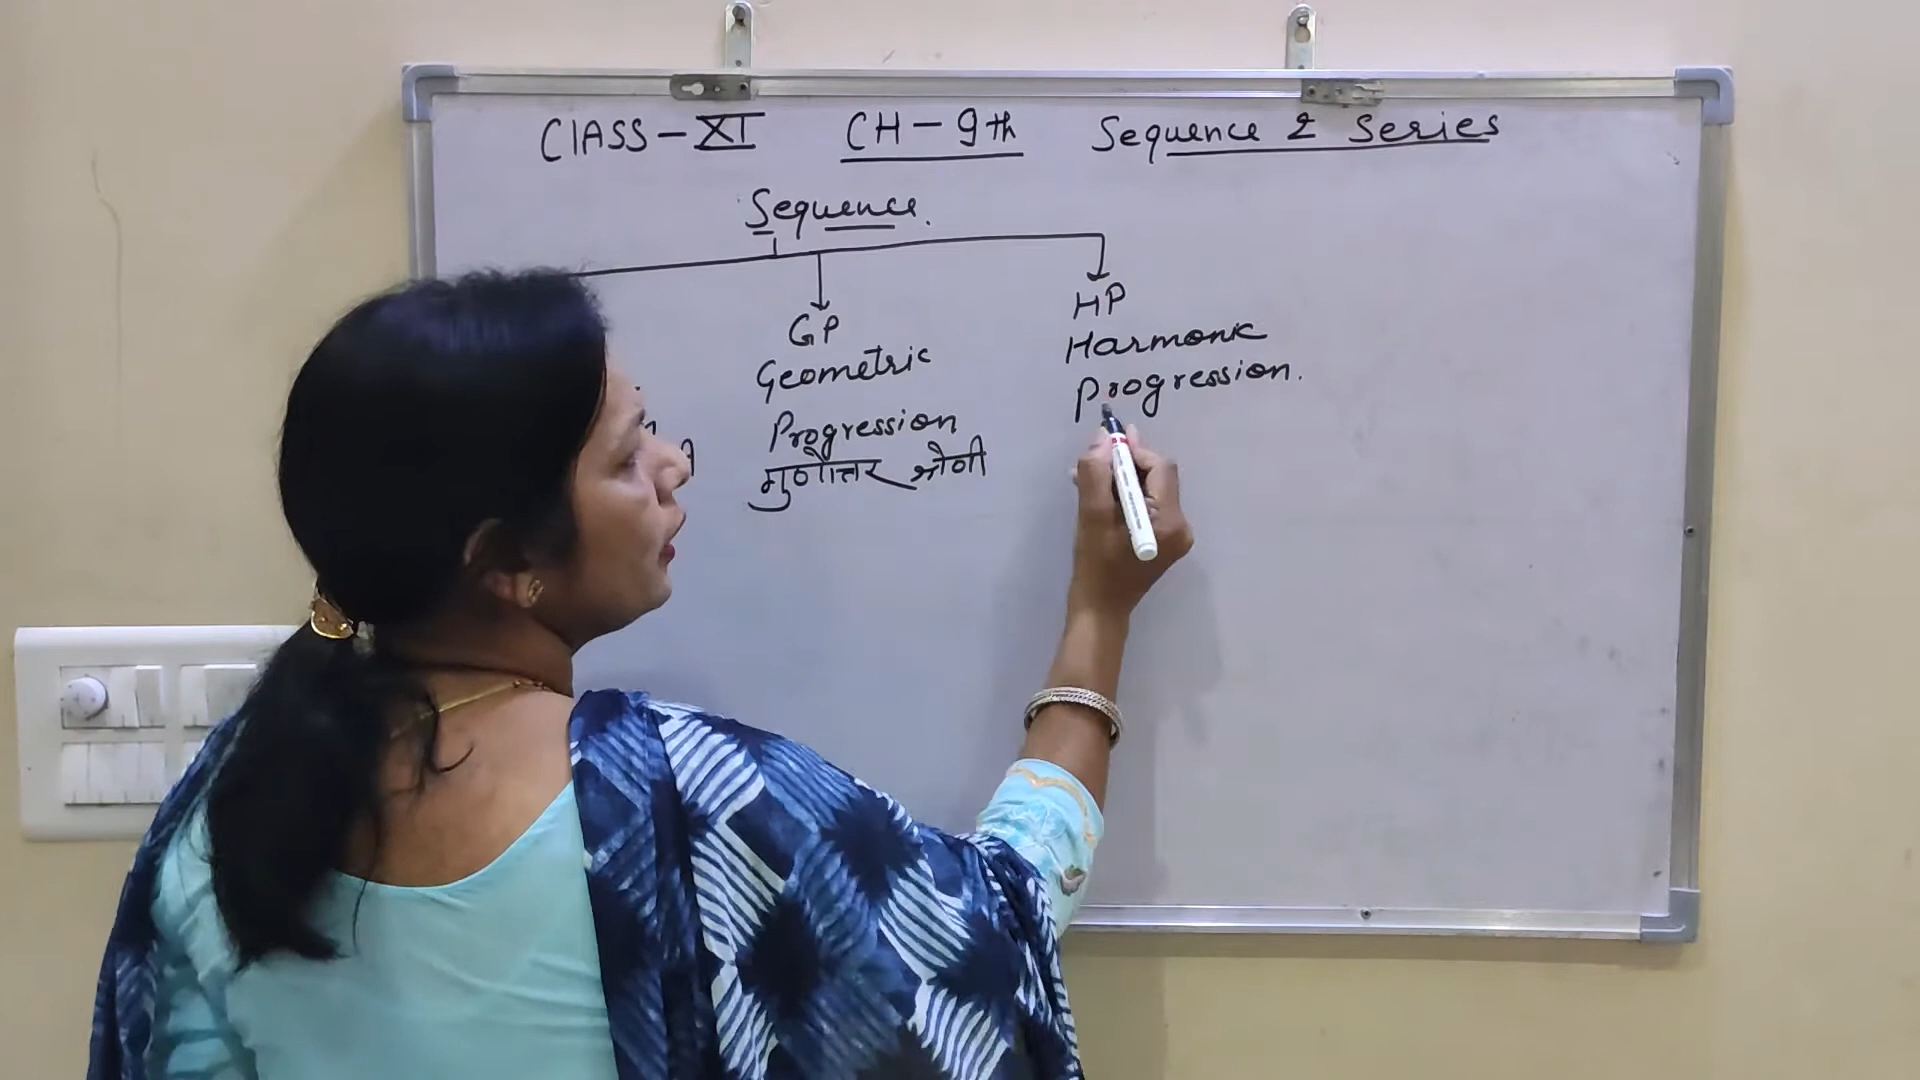 CLASS - XI CH - 9th Sequence & Series
Sequence.
GP
Geometric
Progression
गुणोत्तर श्रेणी
HP
Harmonic
Progression.